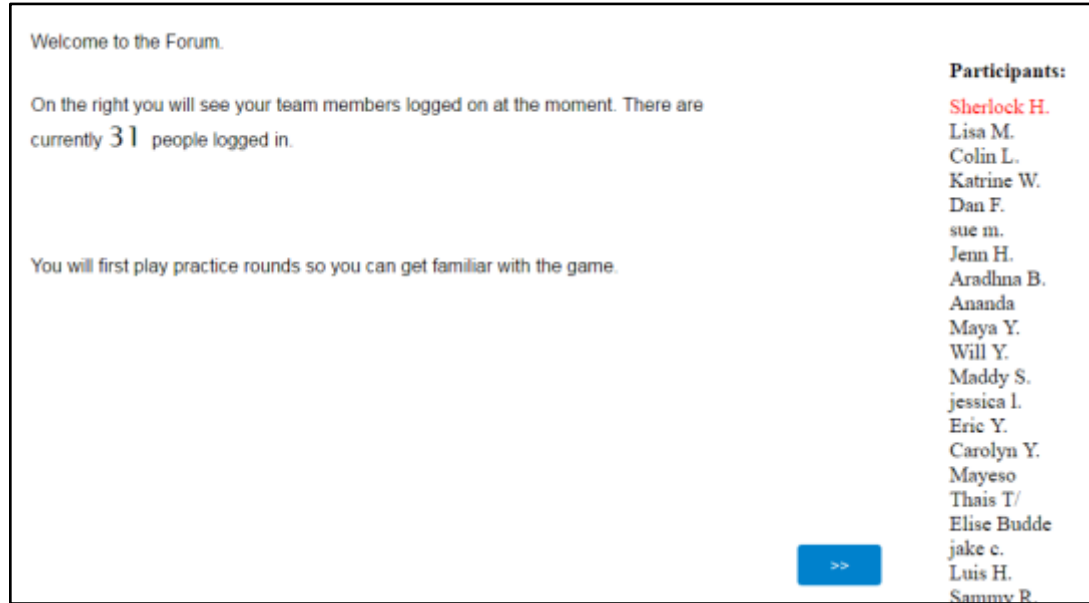 Welcome to the Forum.
On the right you will see your team members logged on at the moment. There are
currently 31 people logged in.
You will first play practice rounds so you can get familiar with the game.
>>
Participants:
Sherlock H.
Lisa M.
Colin L.
Katrine W.
Dan F.
sue m.
Jenn H.
Aradhna B.
Ananda
Maya Y.
Will Y.
Maddy S.
jessica l.
Eric Y.
Carolyn Y.
Mayeso
Thais T/
Elise Budde
jake c.
Luis H.
Sammy R.